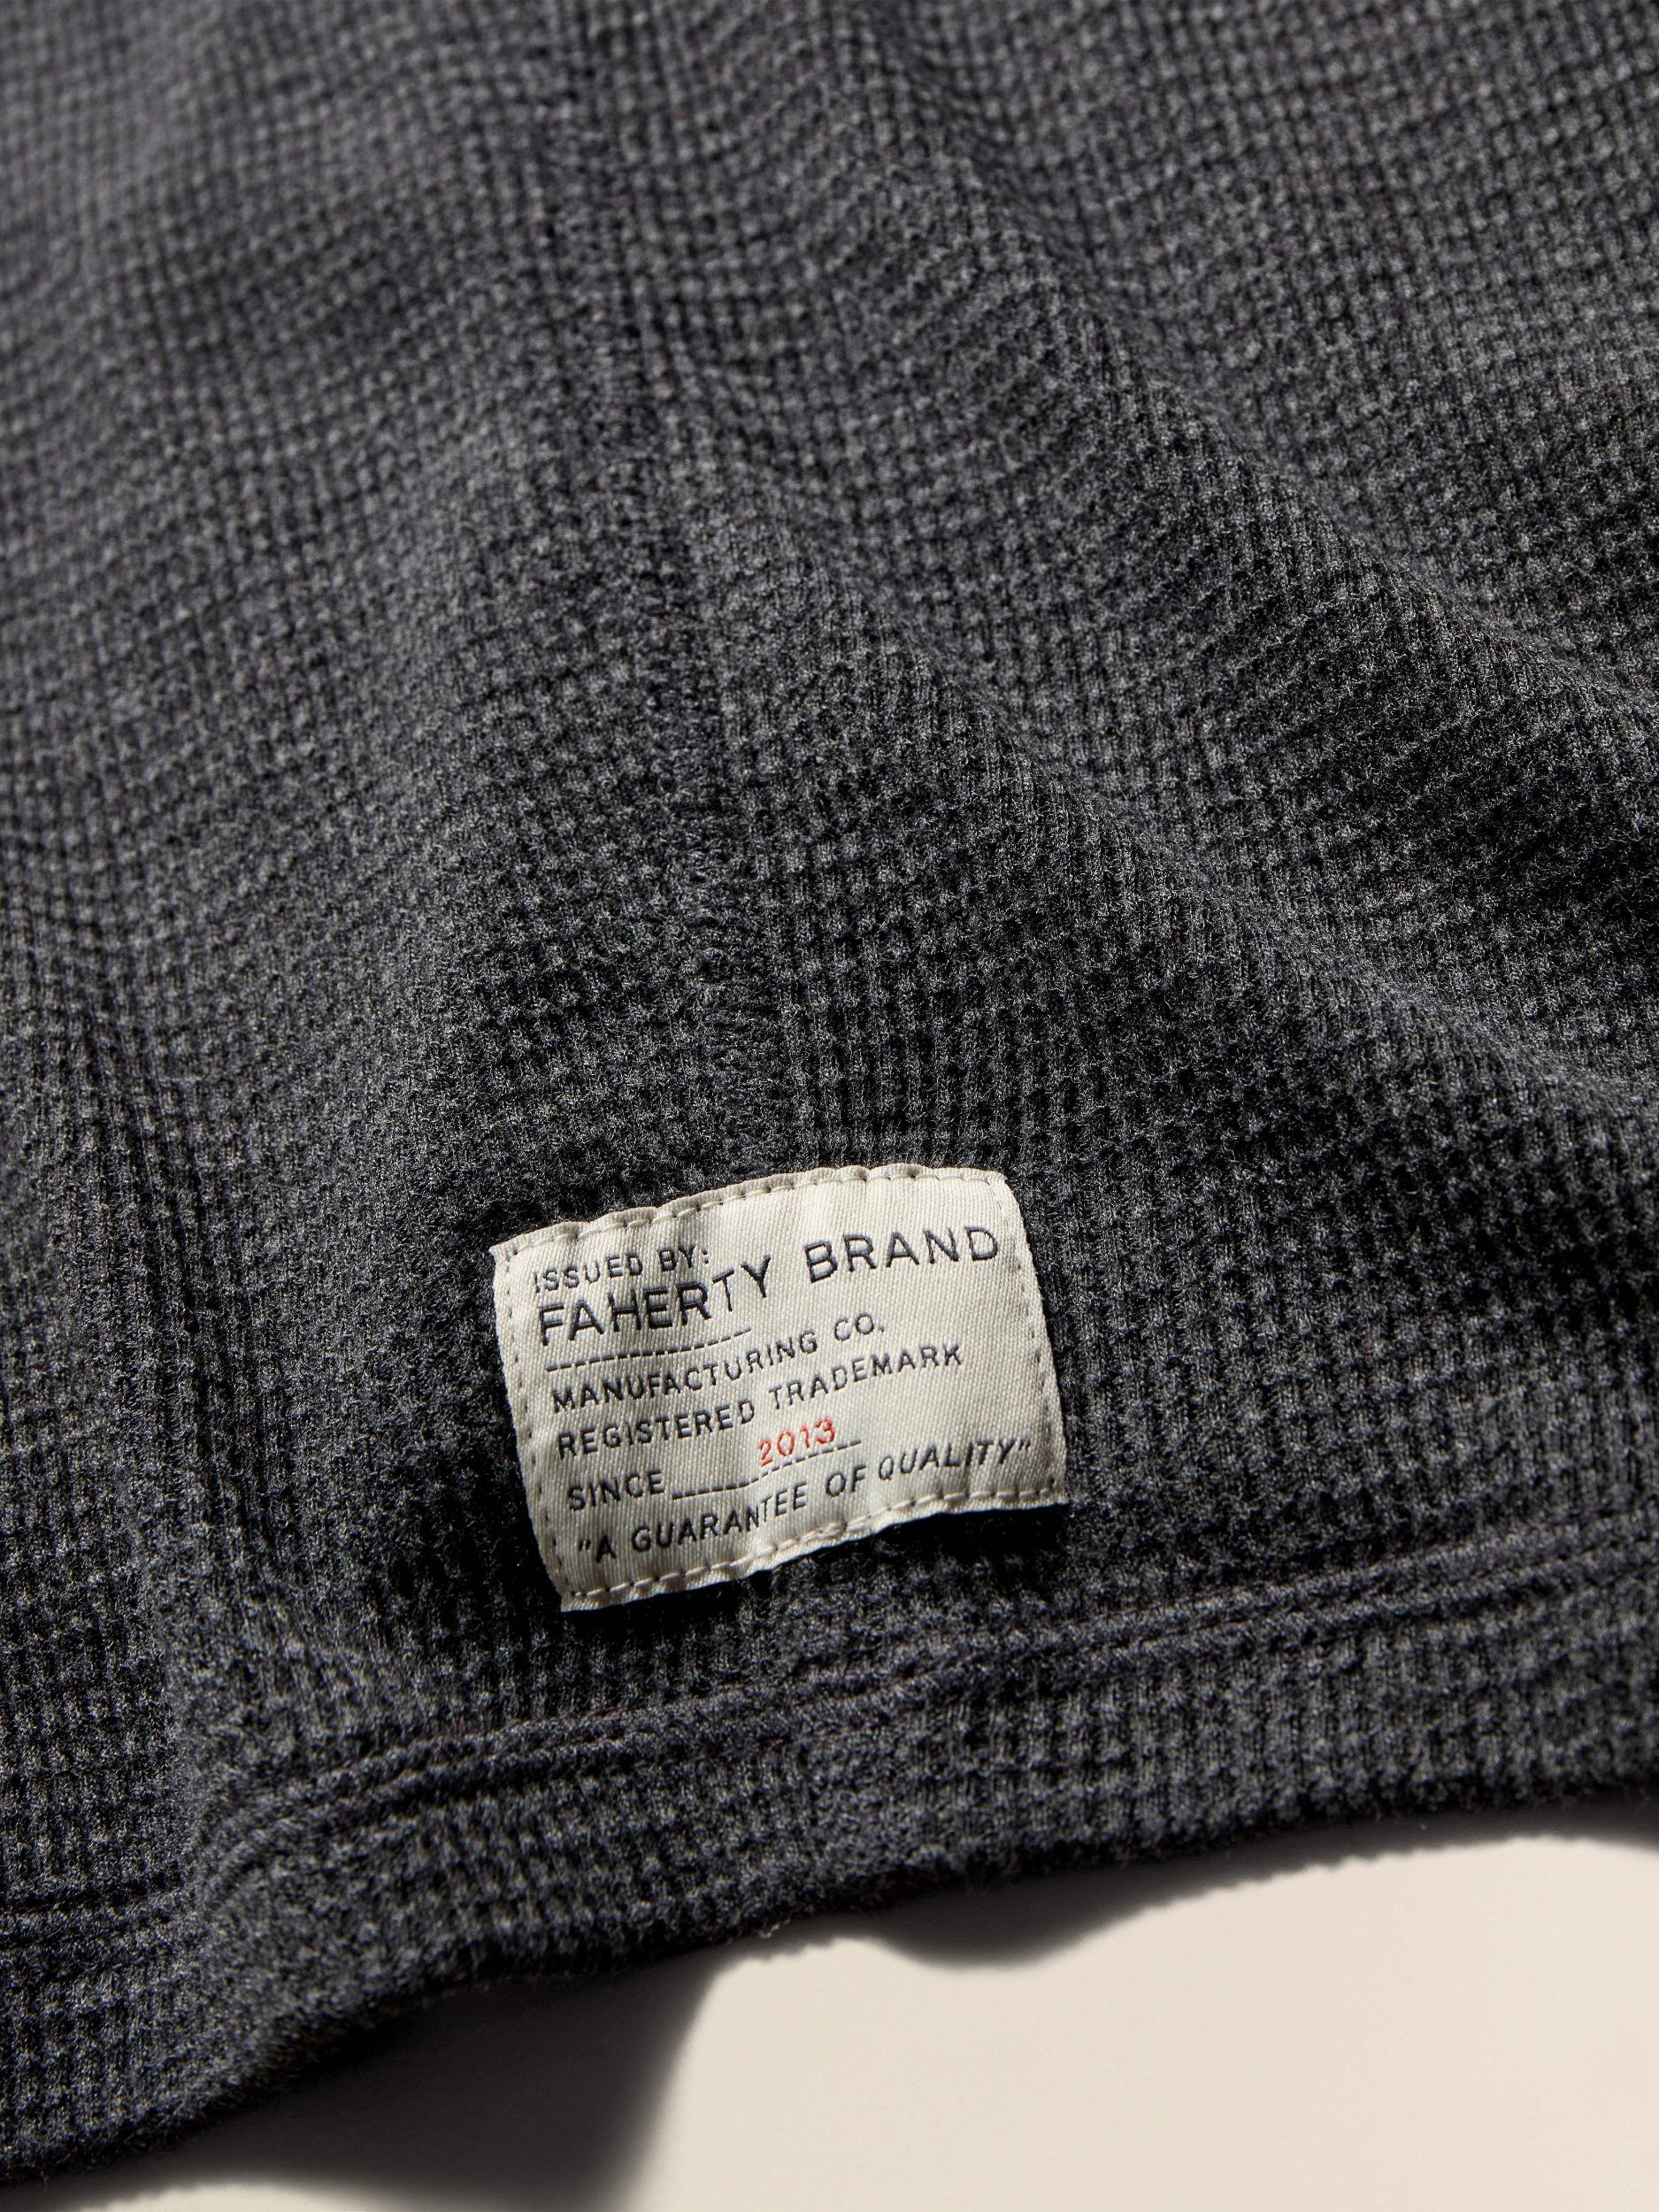 ISSUED BY:
FAHERTY BRAND
MANUFACTURING CO.
REGISTERED TRADEMARK
SINCE 2013
"A GUARANTEE OF QUALITY"